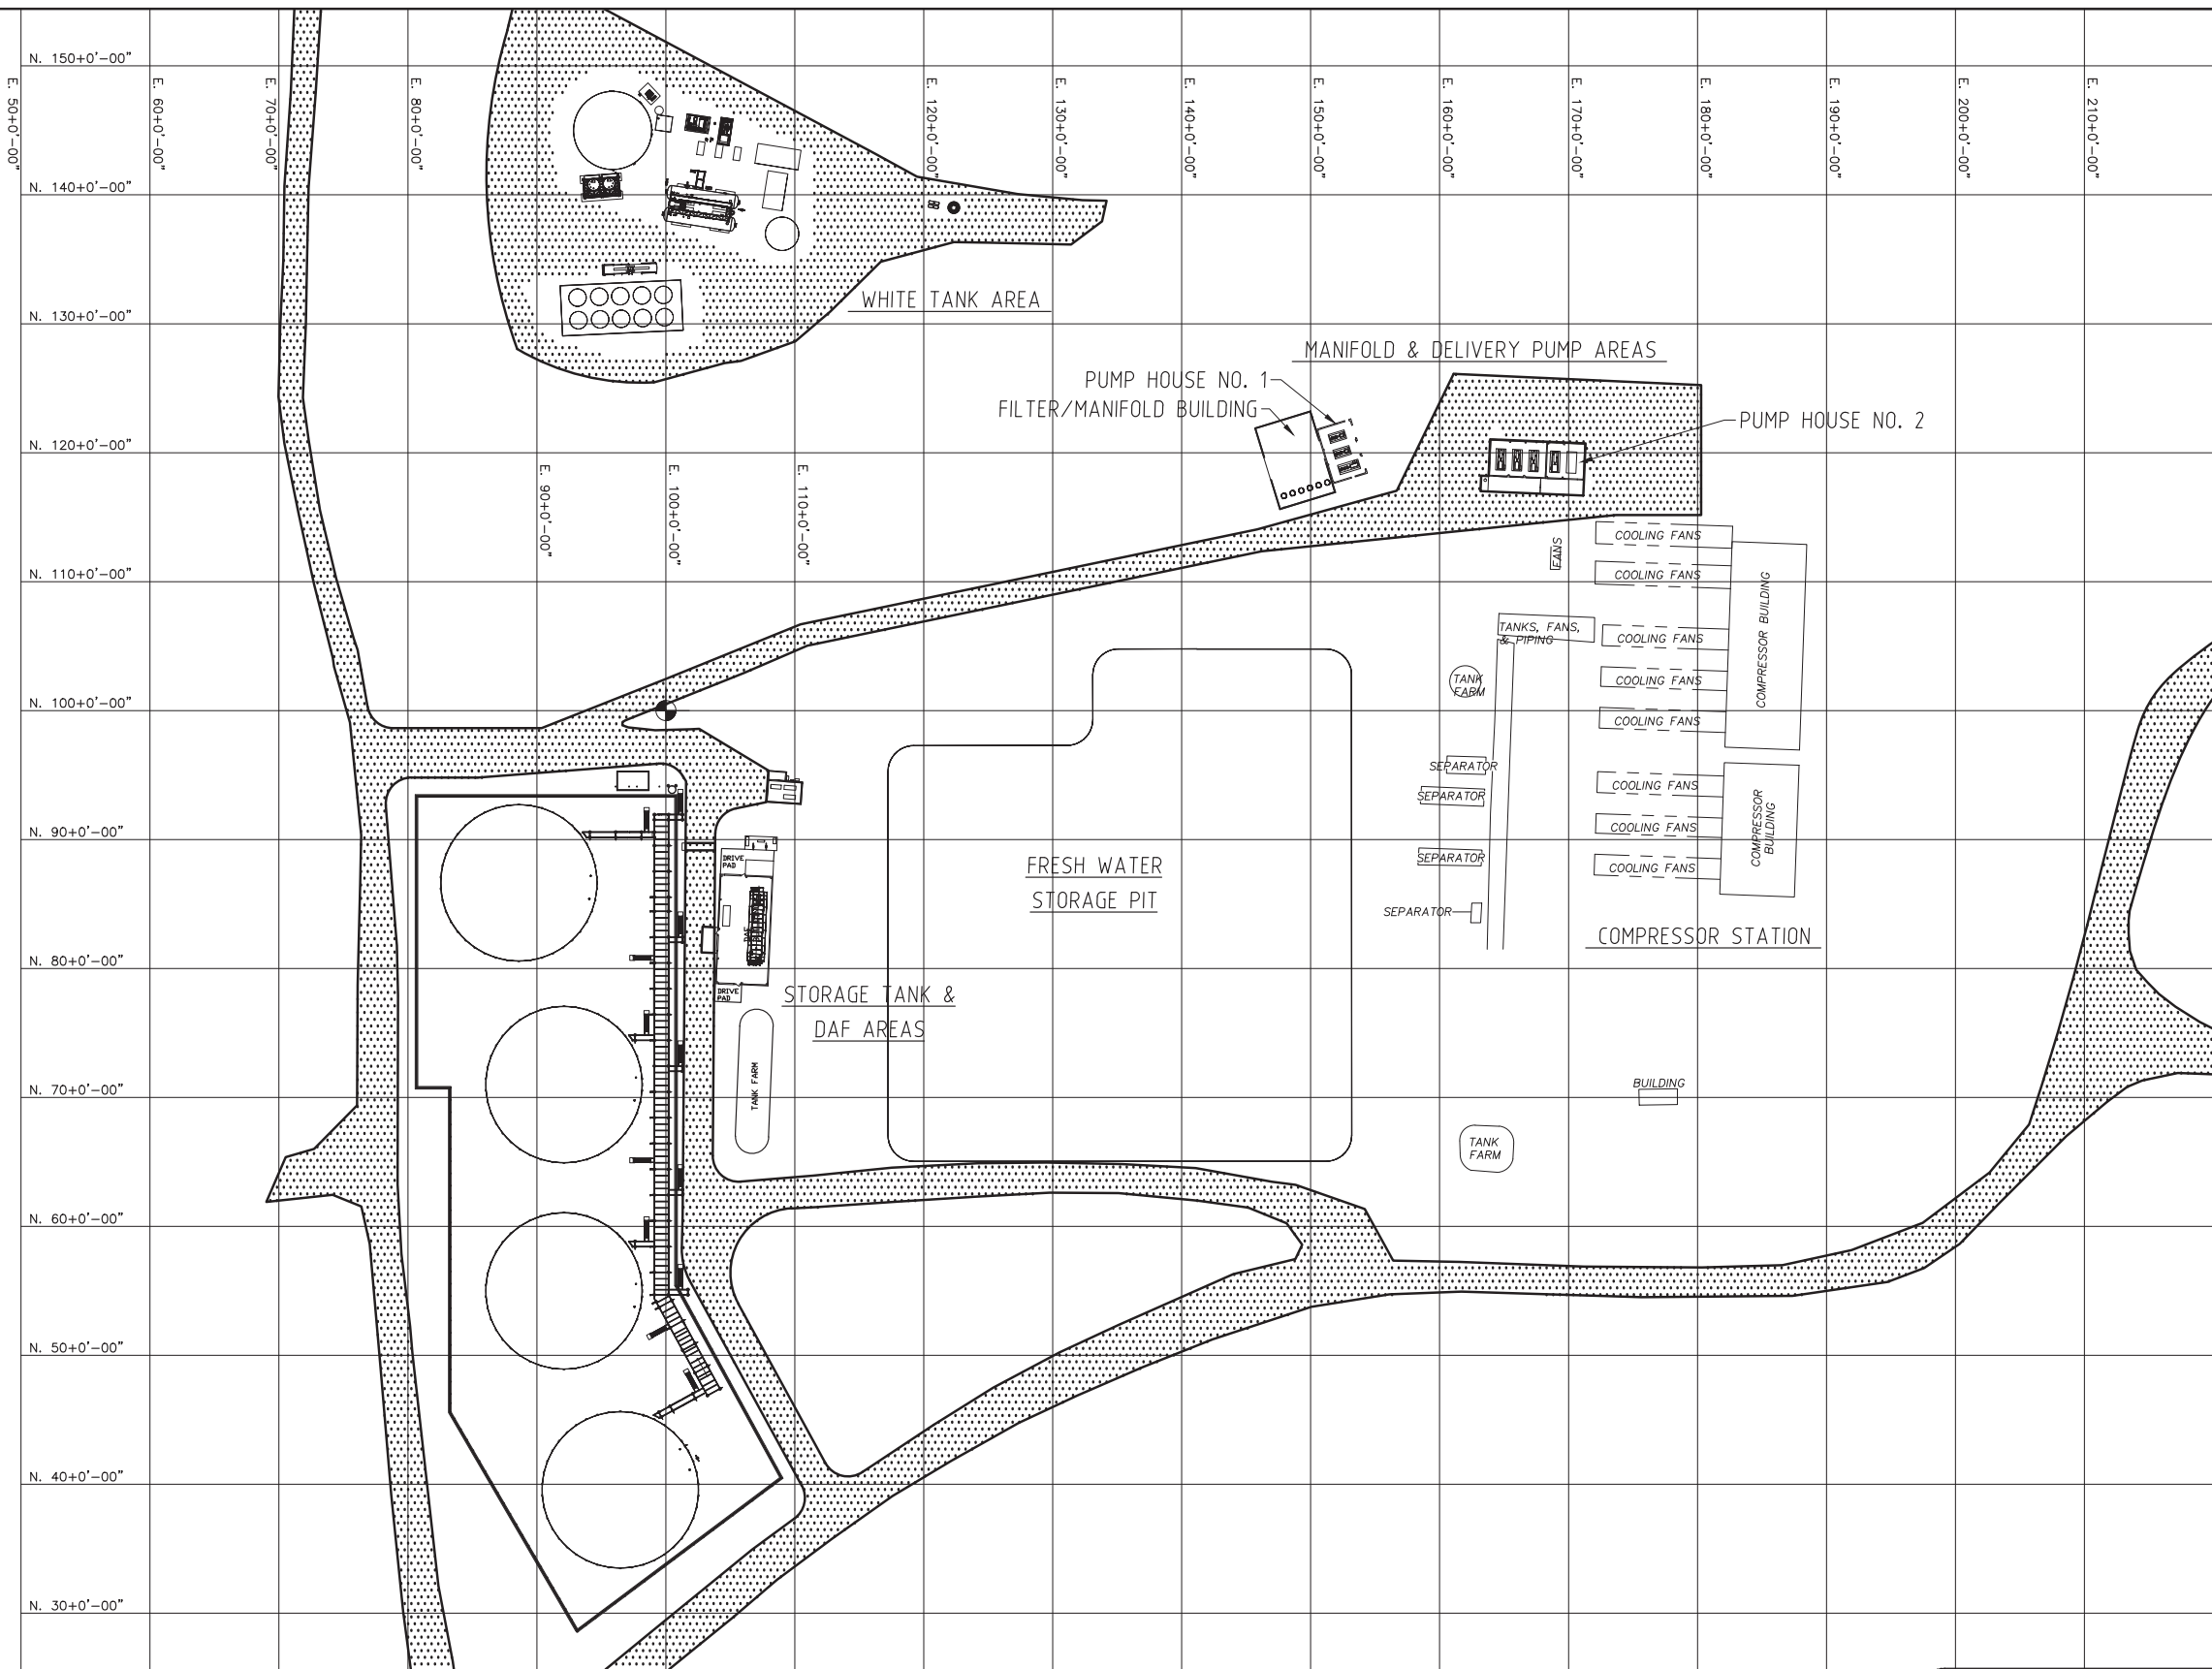 N. 150+0'-00"
E. 50+0'-00"
E. 60+0'-00"
E. 70+0'-00"
E. 80+0'-00"
E. 120+0'-00"
E. 130+0'-00"
E. 140+0'-00"
E. 150+0'-00"
E. 160+0'-00"
E. 170+0'-00"
E. 180+0'-00"
E. 190+0'-00"
E. 200+0'-00"
E. 210+0'-00"
N. 140+0'-00"
WHITE TANK AREA
N. 130+0'-00"
MANIFOLD & DELIVERY PUMP AREAS
PUMP HOUSE NO. 1
FILTER/MANIFOLD BUILDING
PUMP HOUSE NO. 2
N. 120+0'-00"
E. 90+0'-00"
E. 100+0'-00"
E. 110+0'-00"
COOLING FANS
FANS
N. 110+0'-00"
COOLING FANS
COMPRESSOR BUILDING
TANKS, FANS,
& PIPING
COOLING FANS
TANK
FARM
COOLING FANS
N. 100+0'-00"
COOLING FANS
SEPARATOR
COOLING FANS
SEPARATOR
COMPRESSOR
BUILDING
N. 90+0'-00"
COOLING FANS
DRIVE
PAD
FRESH WATER
STORAGE PIT
SEPARATOR
COOLING FANS
SEPARATOR
DAF
COMPRESSOR STATION
N. 80+0'-00"
DRIVE
PAD
STORAGE TANK &
DAF AREAS
TANK FARM
BUILDING
N. 70+0'-00"
TANK
FARM
N. 60+0'-00"
N. 50+0'-00"
N. 40+0'-00"
N. 30+0'-00"